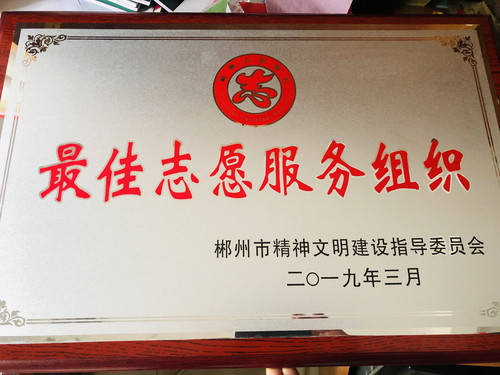 最佳志愿服务组织
郴州市精神文明建设指导委员会
二〇一九年三月